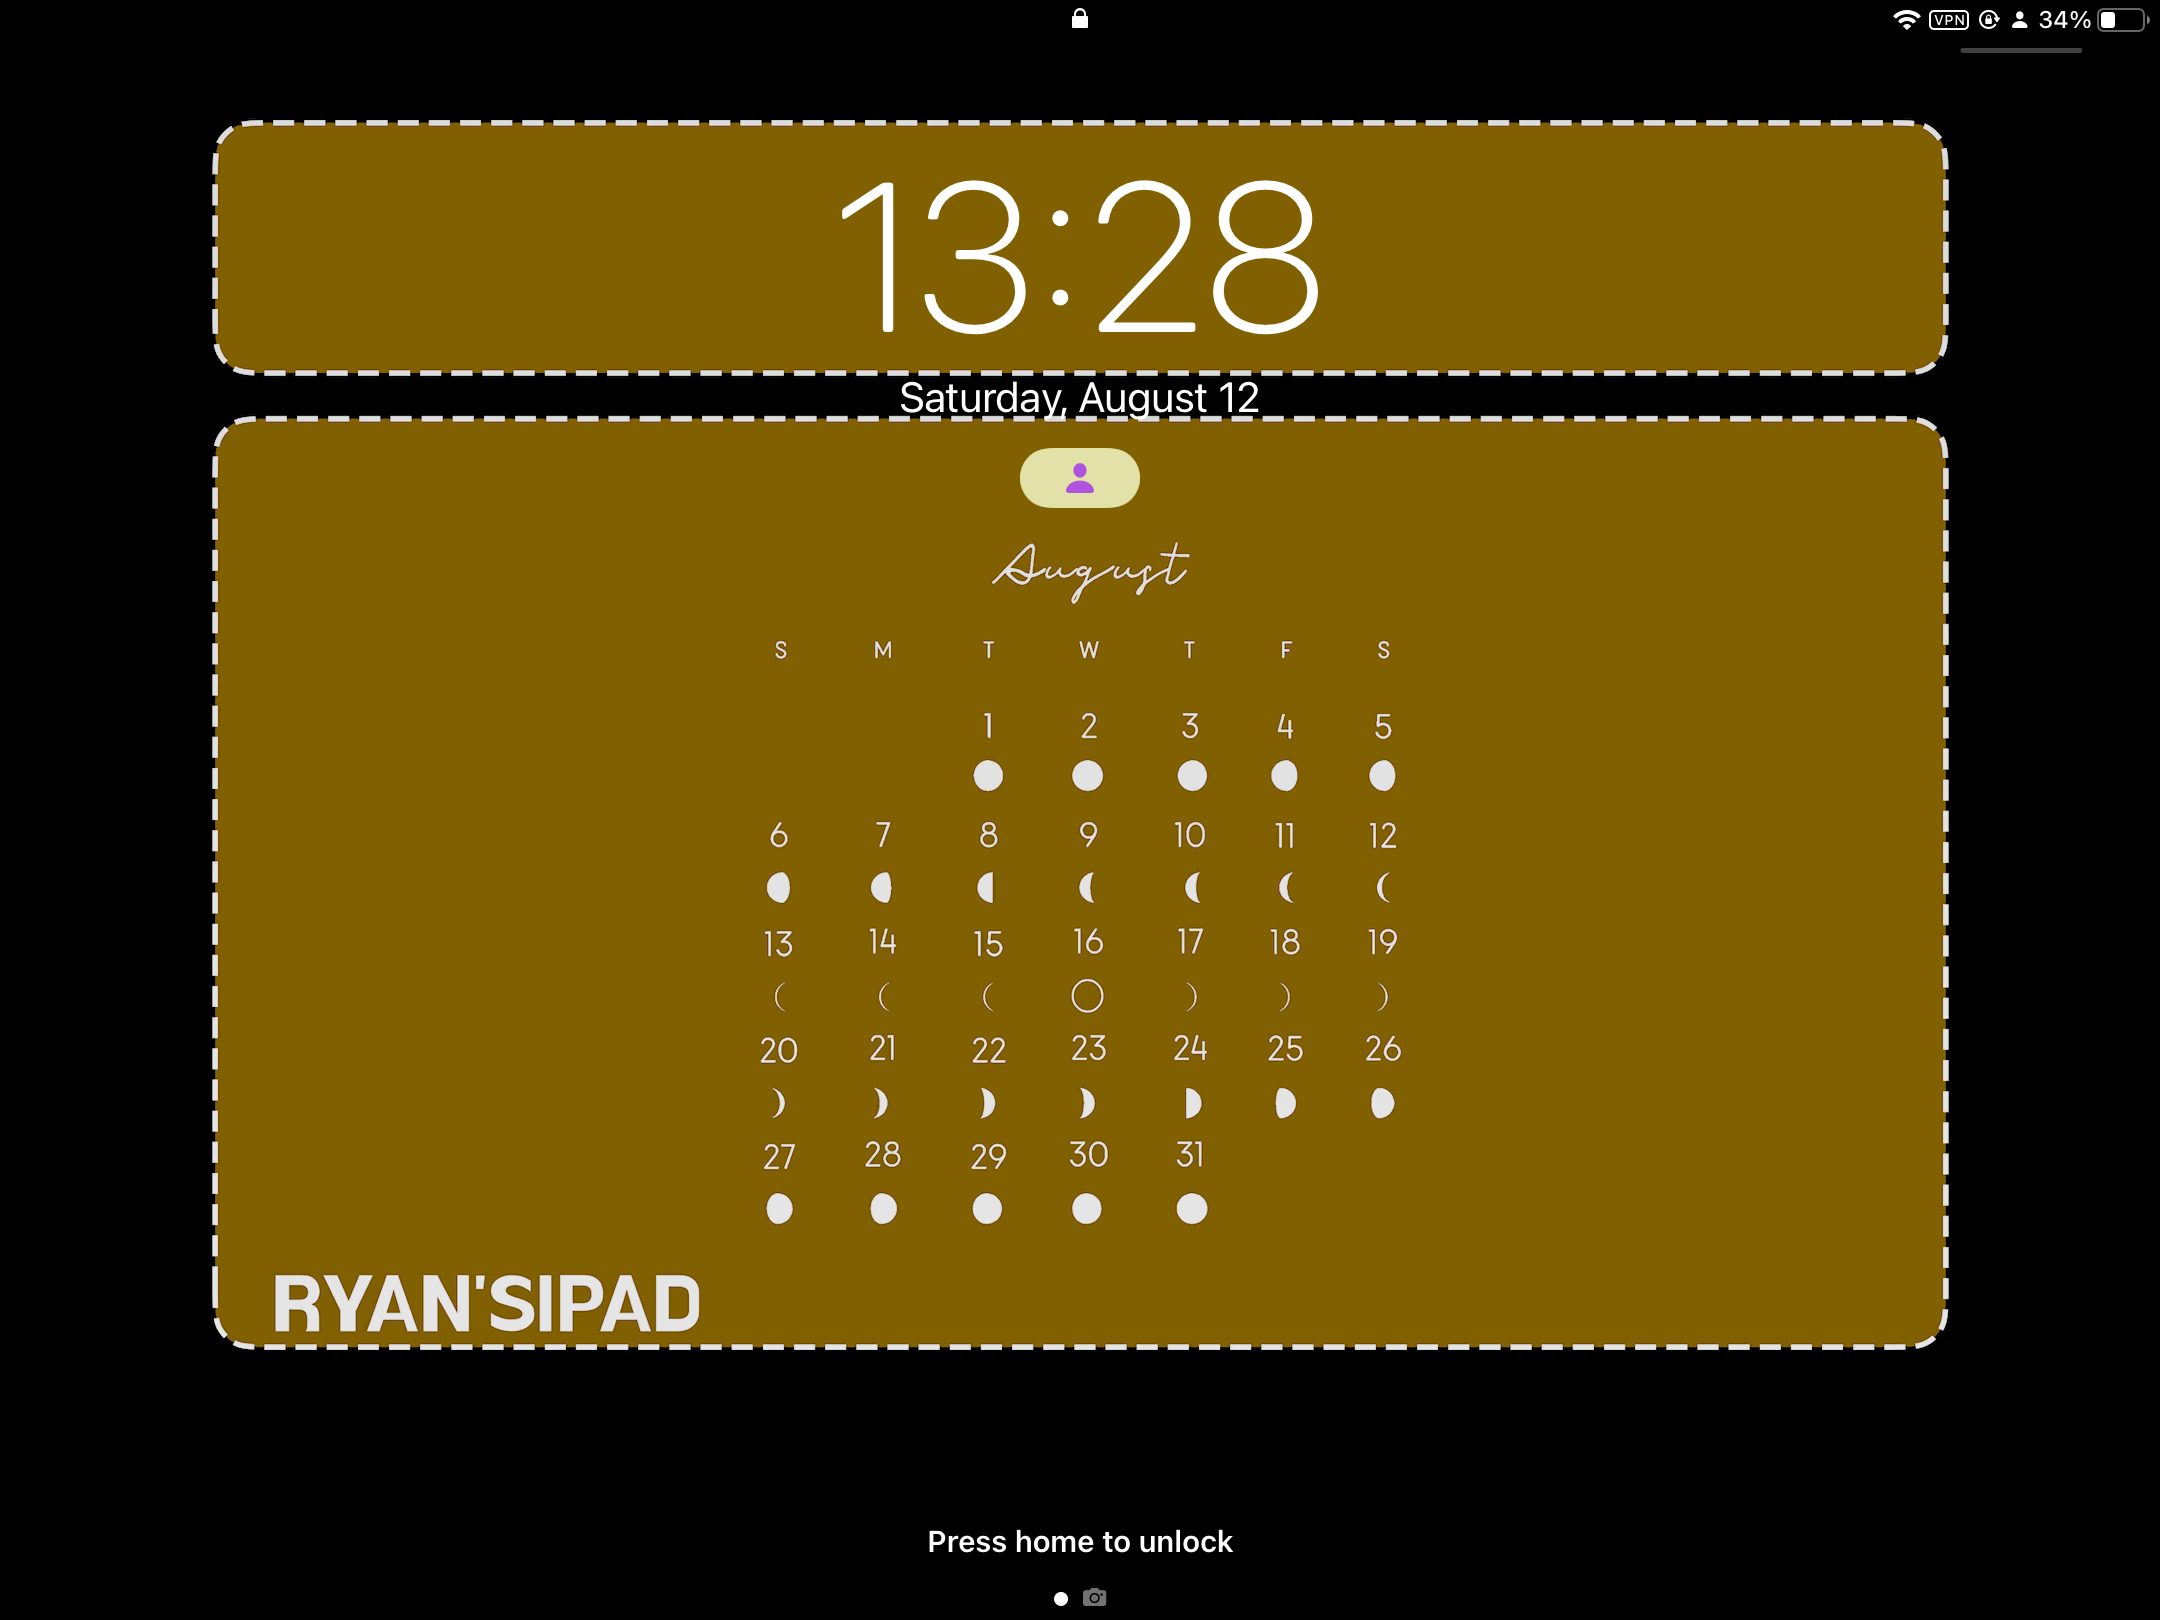 VPN 34%
13:28
Saturday, August 12
August
S M T W T F S
1 2 3 4 5
6 7 8 9 10 11 12
13 14 15 16 17 18 19
20 21 22 23 24 25 26
27 28 29 30 31
RYAN'SIPAD
Press home to unlock